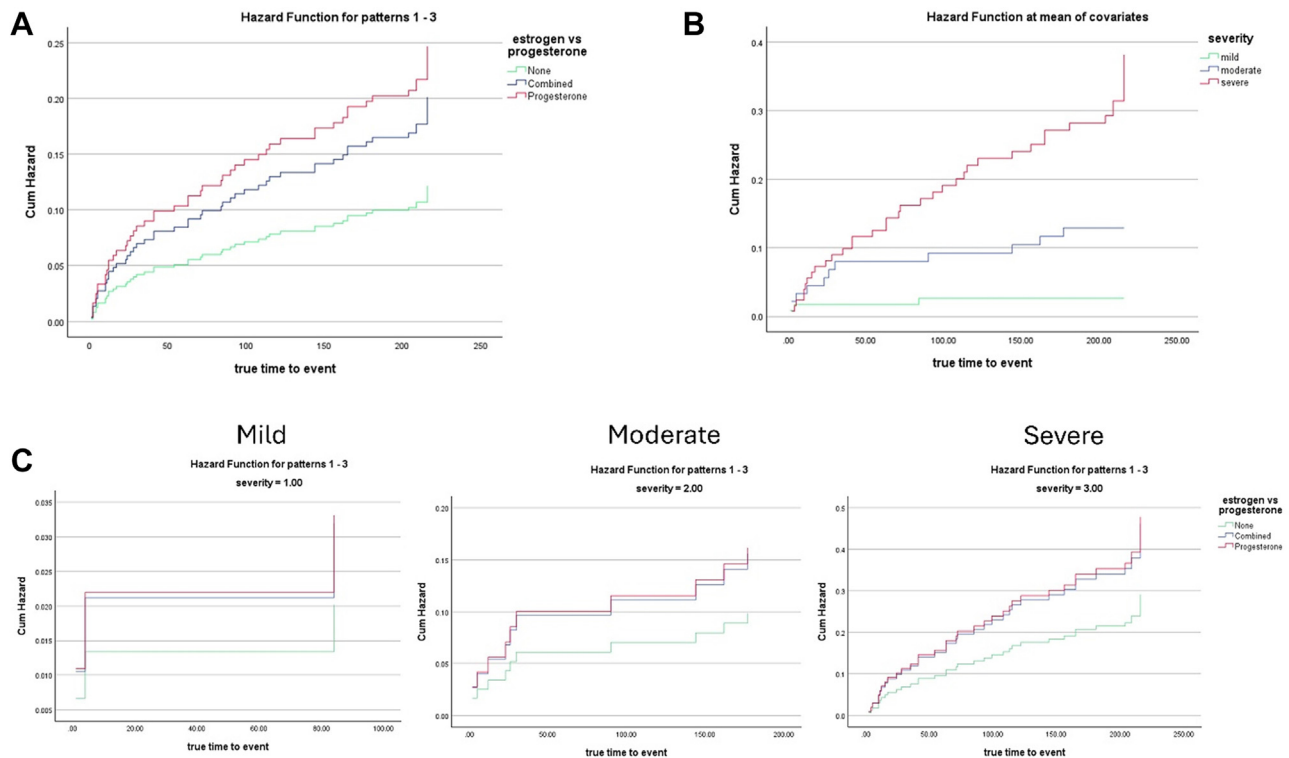 A
Hazard Function for patterns 1 - 3
estrogen vs
progesterone
None
Combined
Progesterone
Cum Hazard
0.25
0.20
0.15
0.10
0.05
0.00
0 50 100 150 200 250
true time to event
B
Hazard Function at mean of covariates
severity
mild
moderate
severe
Cum Hazard
0.4
0.3
0.2
0.1
0.0
.00 50.00 100.00 150.00 200.00 250.00
true time to event
C
Mild
Hazard Function for patterns 1 - 3
severity = 1.00
Cum Hazard
0.035
0.030
0.025
0.020
0.015
0.010
0.005
.00 20.00 40.00 60.00 80.00 100.00
true time to event
Moderate
Hazard Function for patterns 1 - 3
severity = 2.00
Cum Hazard
0.20
0.15
0.10
0.05
0.00
.00 50.00 100.00 150.00 200.00
true time to event
Severe
Hazard Function for patterns 1 - 3
severity = 3.00
estrogen vs
progesterone
None
Combined
Progesterone
Cum Hazard
0.5
0.4
0.3
0.2
0.1
0.0
.00 50.00 100.00 150.00 200.00 250.00
true time to event